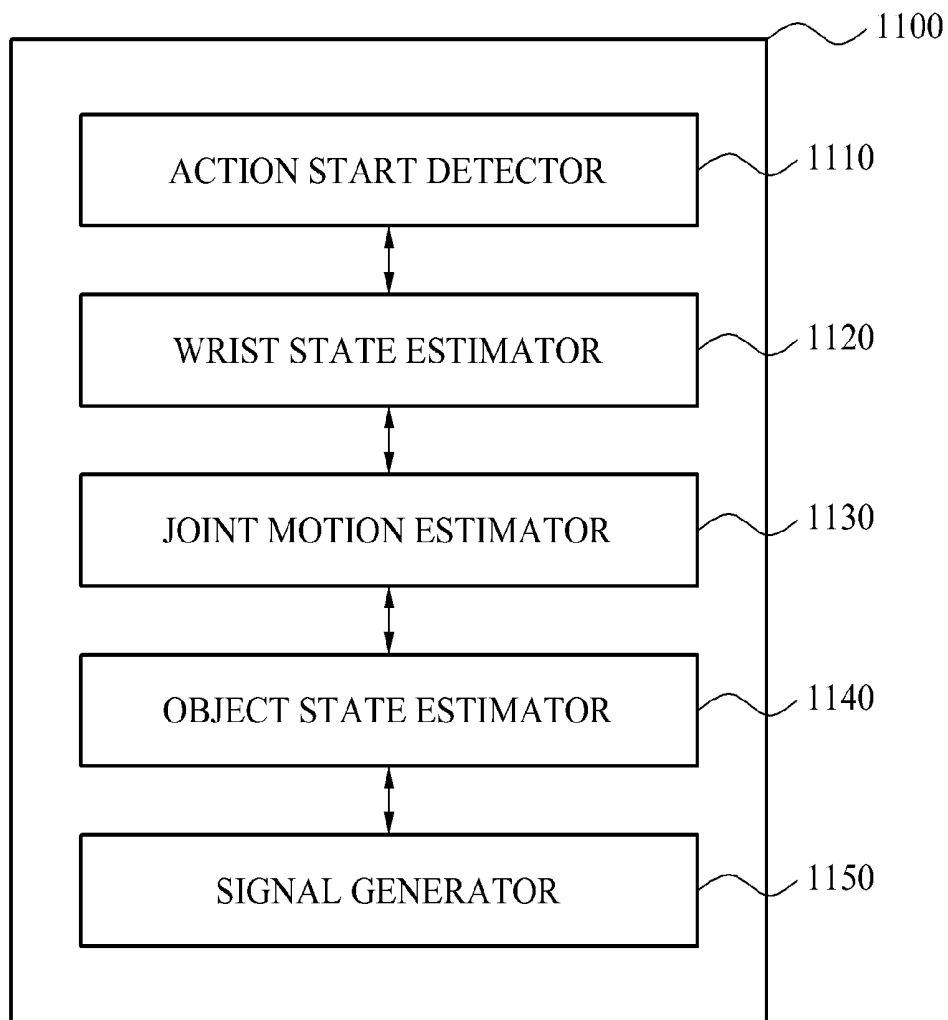 1100
ACTION START DETECTOR
1110
WRIST STATE ESTIMATOR
1120
JOINT MOTION ESTIMATOR
1130
OBJECT STATE ESTIMATOR
1140
SIGNAL GENERATOR
1150